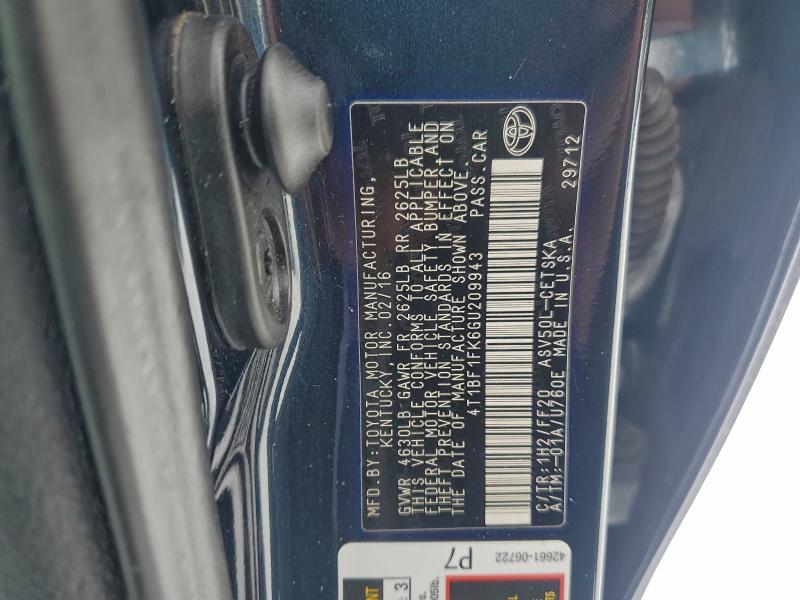 MFD.BY: TOYOTA MOTOR MANUFACTURING,
KENTUCKY, INC. 02/16
GVWR 4630LB GAWR FR 2625LB RR 2625LB
THIS VEHICLE CONFORMS TO ALL APPLICABLE
FEDERAL MOTOR VEHICLE SAFETY, BUMPER AND
THEFT PREVENTION STANDARDS IN EFFECT ON
THE DATE OF MANUFACTURE SHOWN ABOVE.
4T1BF1FK6GU209943 PASS.CAR
C/TR:1H2/FF20 ASV50L-CETSKA
A/TM:-01A/U760E MADE IN U.S.A.
29712
42661-06722
P7
3